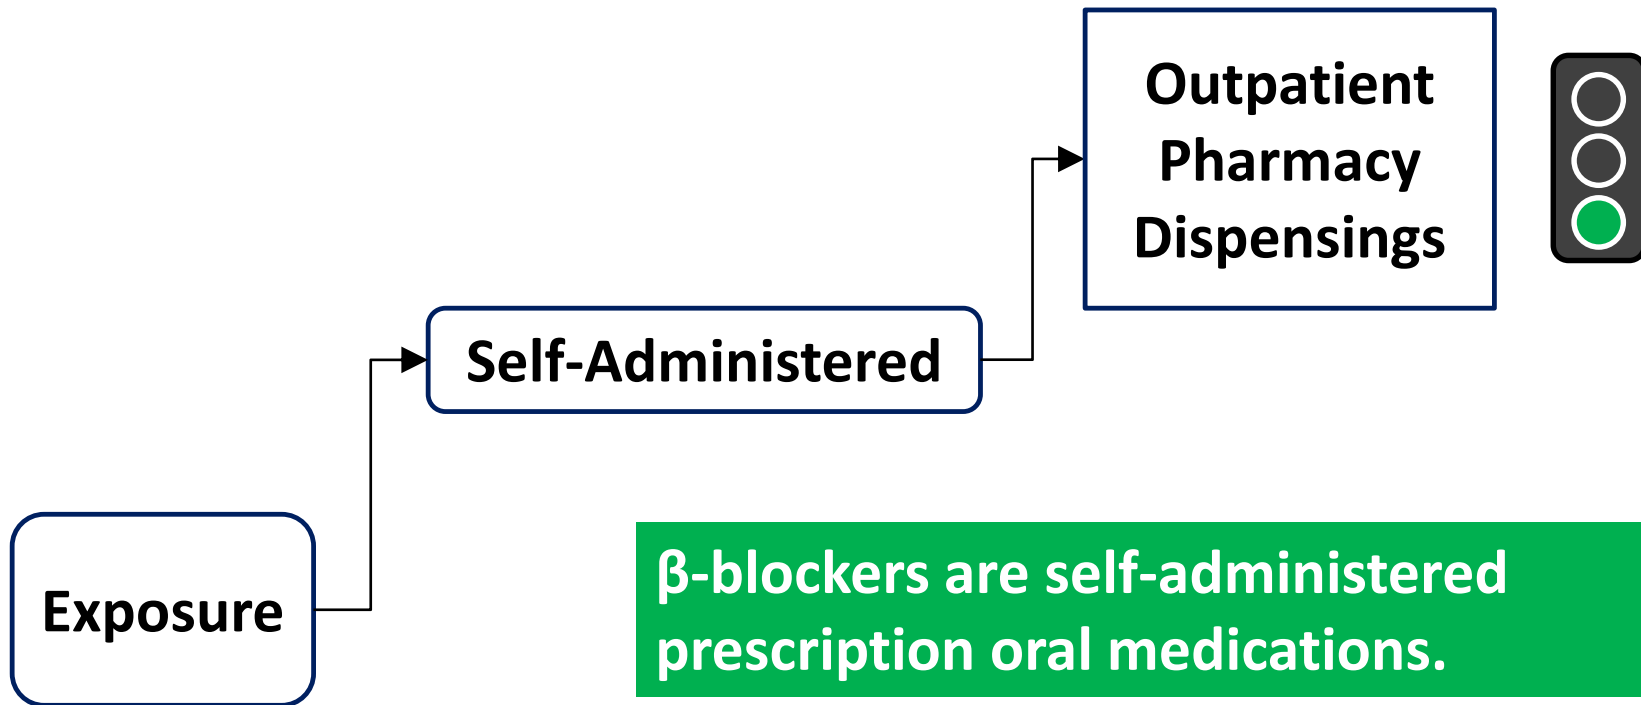 Outpatient
Pharmacy
Dispensings
Self-Administered
Exposure
β-blockers are self-administered
prescription oral medications.